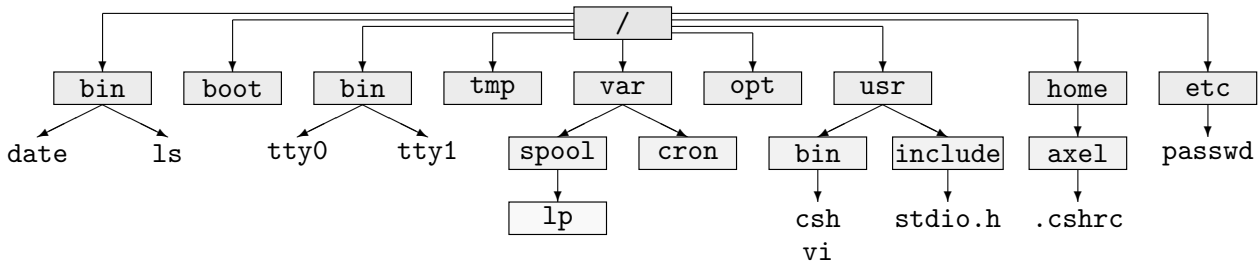 /
bin boot bin tmp var opt usr home etc
date ls tty0 tty1 spool cron bin include axel passwd
lp csh stdio.h .cshrc
vi